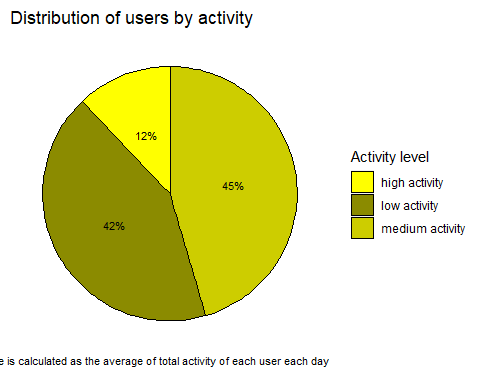 Distribution of users by activity
12%
45%
42%
Activity level
high activity
low activity
medium activity
e is calculated as the average of total activity of each user each day